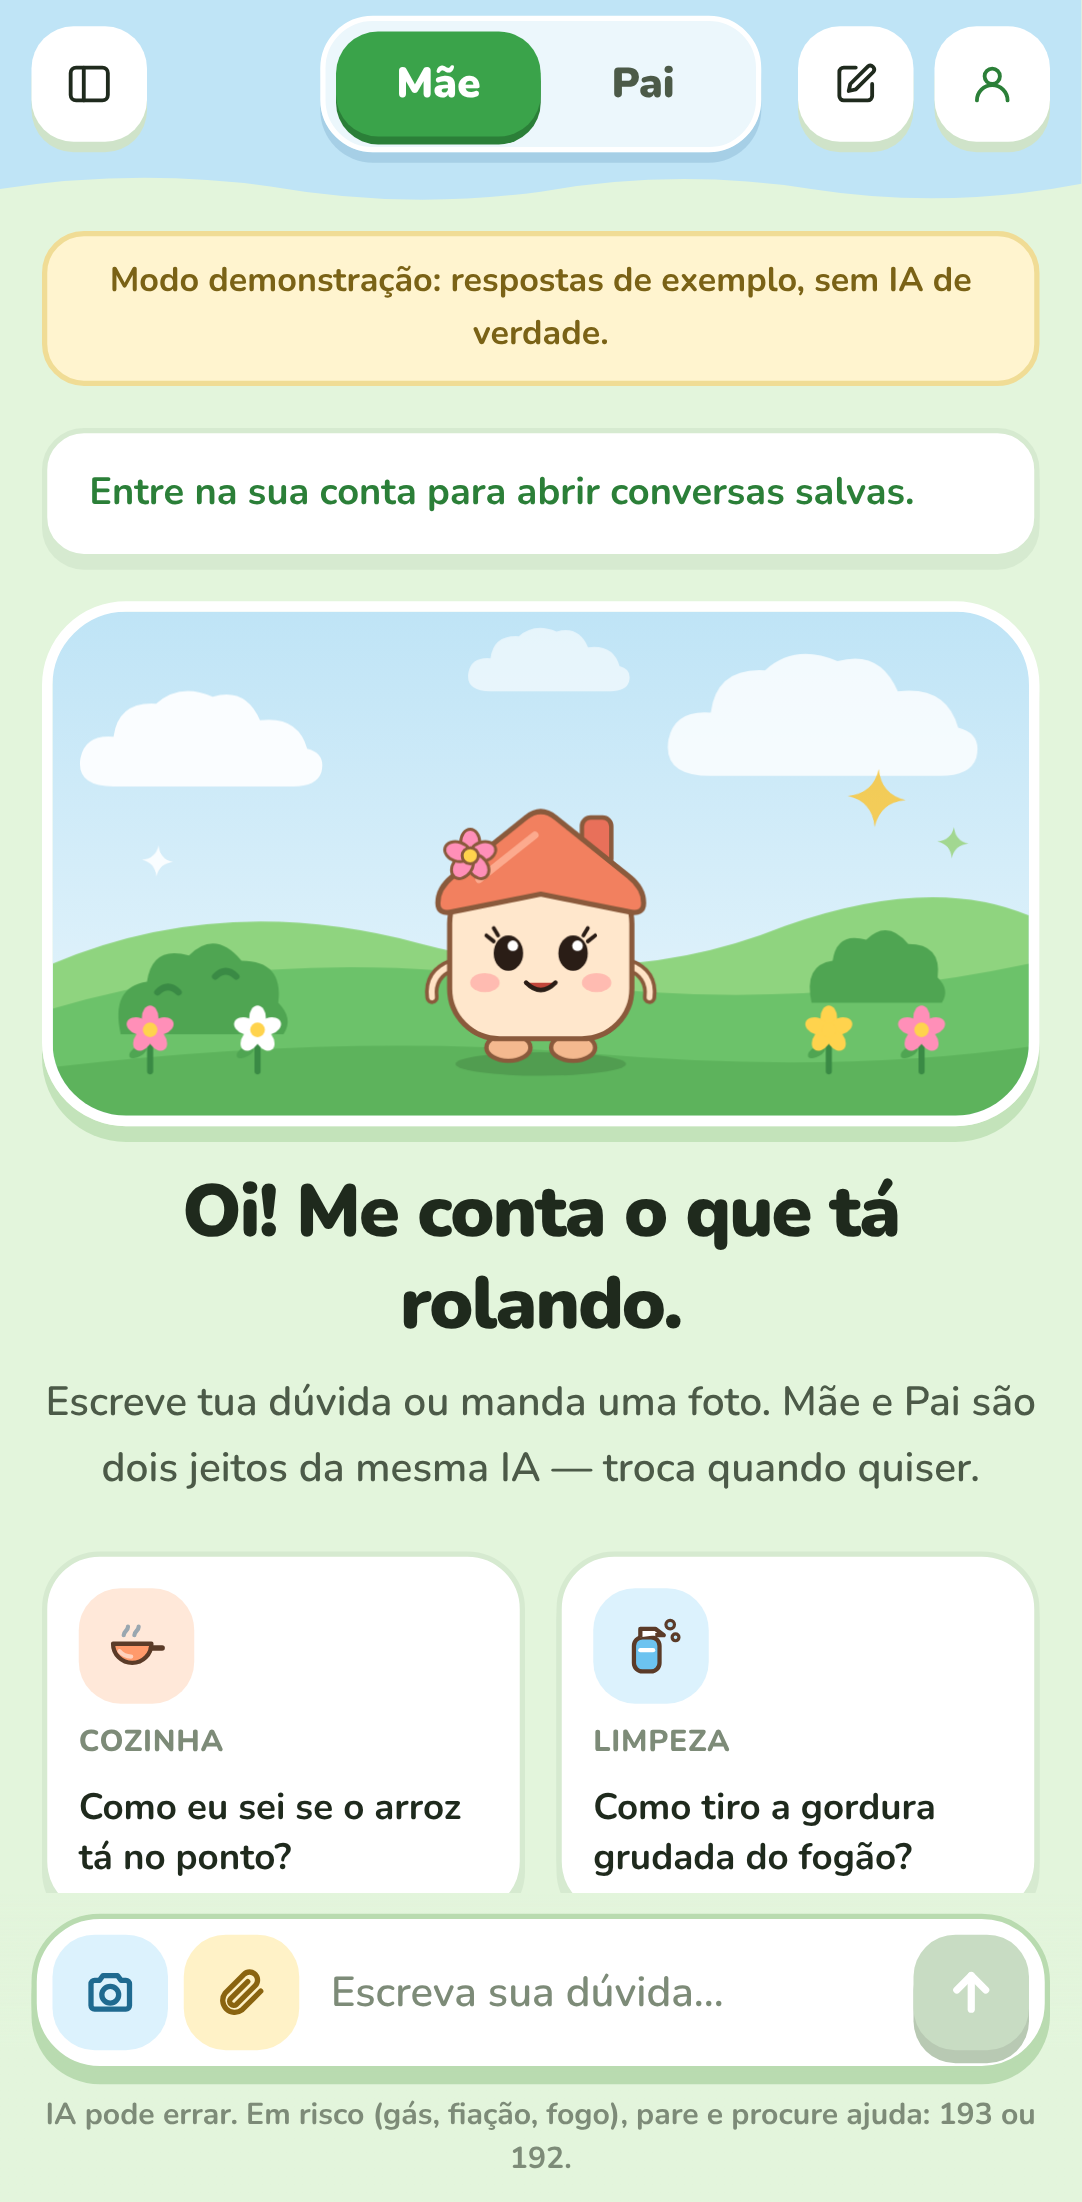 Mãe
Pai
Modo demonstração: respostas de exemplo, sem IA de
verdade.
Entre na sua conta para abrir conversas salvas.
Oi! Me conta o que tá
rolando.
Escreve tua dúvida ou manda uma foto. Mãe e Pai são
dois jeitos da mesma IA — troca quando quiser.
COZINHA
Como eu sei se o arroz
tá no ponto?
LIMPEZA
Como tiro a gordura
grudada do fogão?
Escreva sua dúvida...
IA pode errar. Em risco (gás, fiação, fogo), pare e procure ajuda: 193 ou
192.